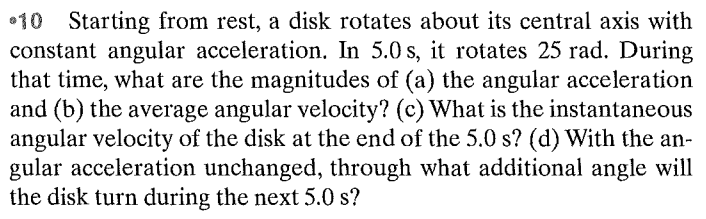 •10 Starting from rest, a disk rotates about its central axis with
constant angular acceleration. In 5.0 s, it rotates 25 rad. During
that time, what are the magnitudes of (a) the angular acceleration
and (b) the average angular velocity? (c) What is the instantaneous
angular velocity of the disk at the end of the 5.0 s? (d) With the an-
gular acceleration unchanged, through what additional angle will
the disk turn during the next 5.0 s?